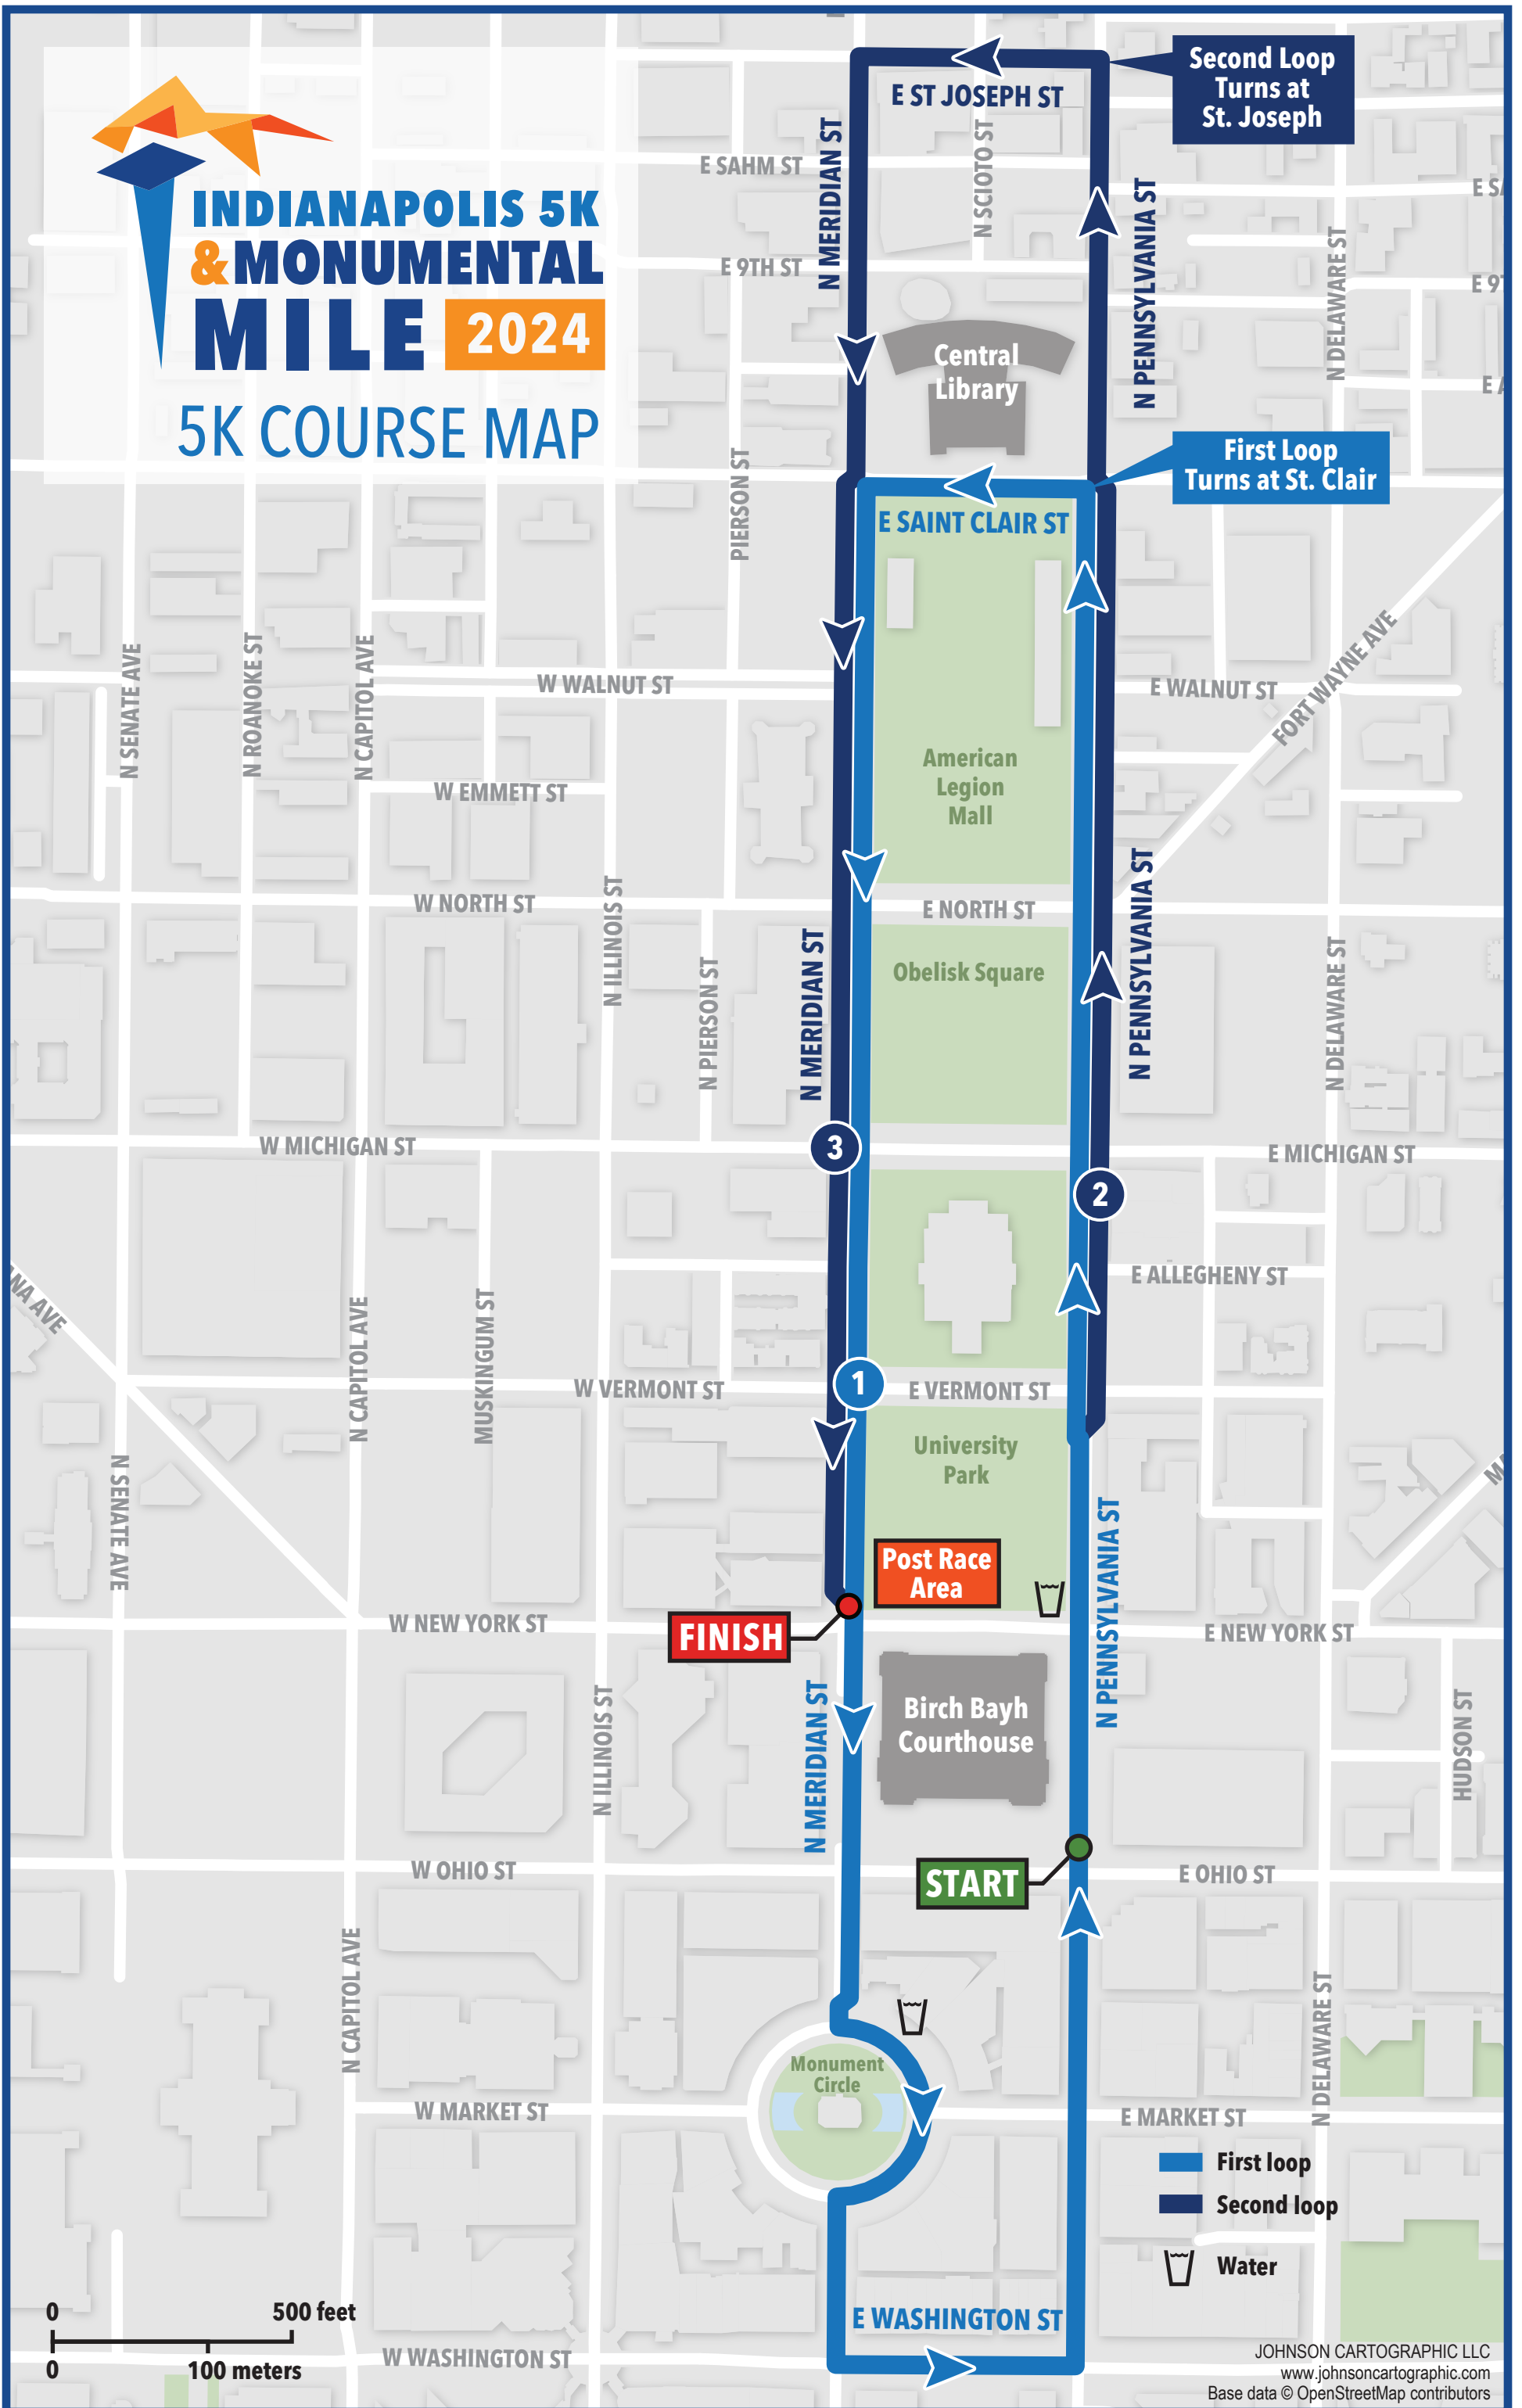 INDIANAPOLIS 5K
&MONUMENTAL
MILE 2024
5K COURSE MAP
Second Loop
Turns at
St. Joseph
E ST JOSEPH ST
N MERIDIAN ST
E SAHM ST
N SCIOTO ST
N PENNSYLVANIA ST
E 9TH ST
N DELAWARE ST
Central
Library
First Loop
Turns at St. Clair
E SAINT CLAIR ST
PIERSON ST
N SENATE AVE
N ROANOKE ST
N CAPITOL AVE
W WALNUT ST
E WALNUT ST
FORT WAYNE AVE
American
Legion
Mall
W EMMETT ST
W NORTH ST
E NORTH ST
N ILLINOIS ST
N PIERSON ST
N MERIDIAN ST
Obelisk Square
N PENNSYLVANIA ST
N DELAWARE ST
W MICHIGAN ST
3
E MICHIGAN ST
2
E ALLEGHENY ST
NA AVE
N CAPITOL AVE
MUSKINGUM ST
W VERMONT ST
1
E VERMONT ST
University
Park
N SENATE AVE
Post Race
Area
N PENNSYLVANIA ST
W NEW YORK ST
FINISH
E NEW YORK ST
N ILLINOIS ST
N MERIDIAN ST
Birch Bayh
Courthouse
HUDSON ST
W OHIO ST
START
E OHIO ST
N CAPITOL AVE
N DELAWARE ST
Monument
Circle
W MARKET ST
E MARKET ST
First loop
Second loop
Water
0 500 feet
0 100 meters
E WASHINGTON ST
W WASHINGTON ST
JOHNSON CARTOGRAPHIC LLC
www.johnsoncartographic.com
Base data © OpenStreetMap contributors